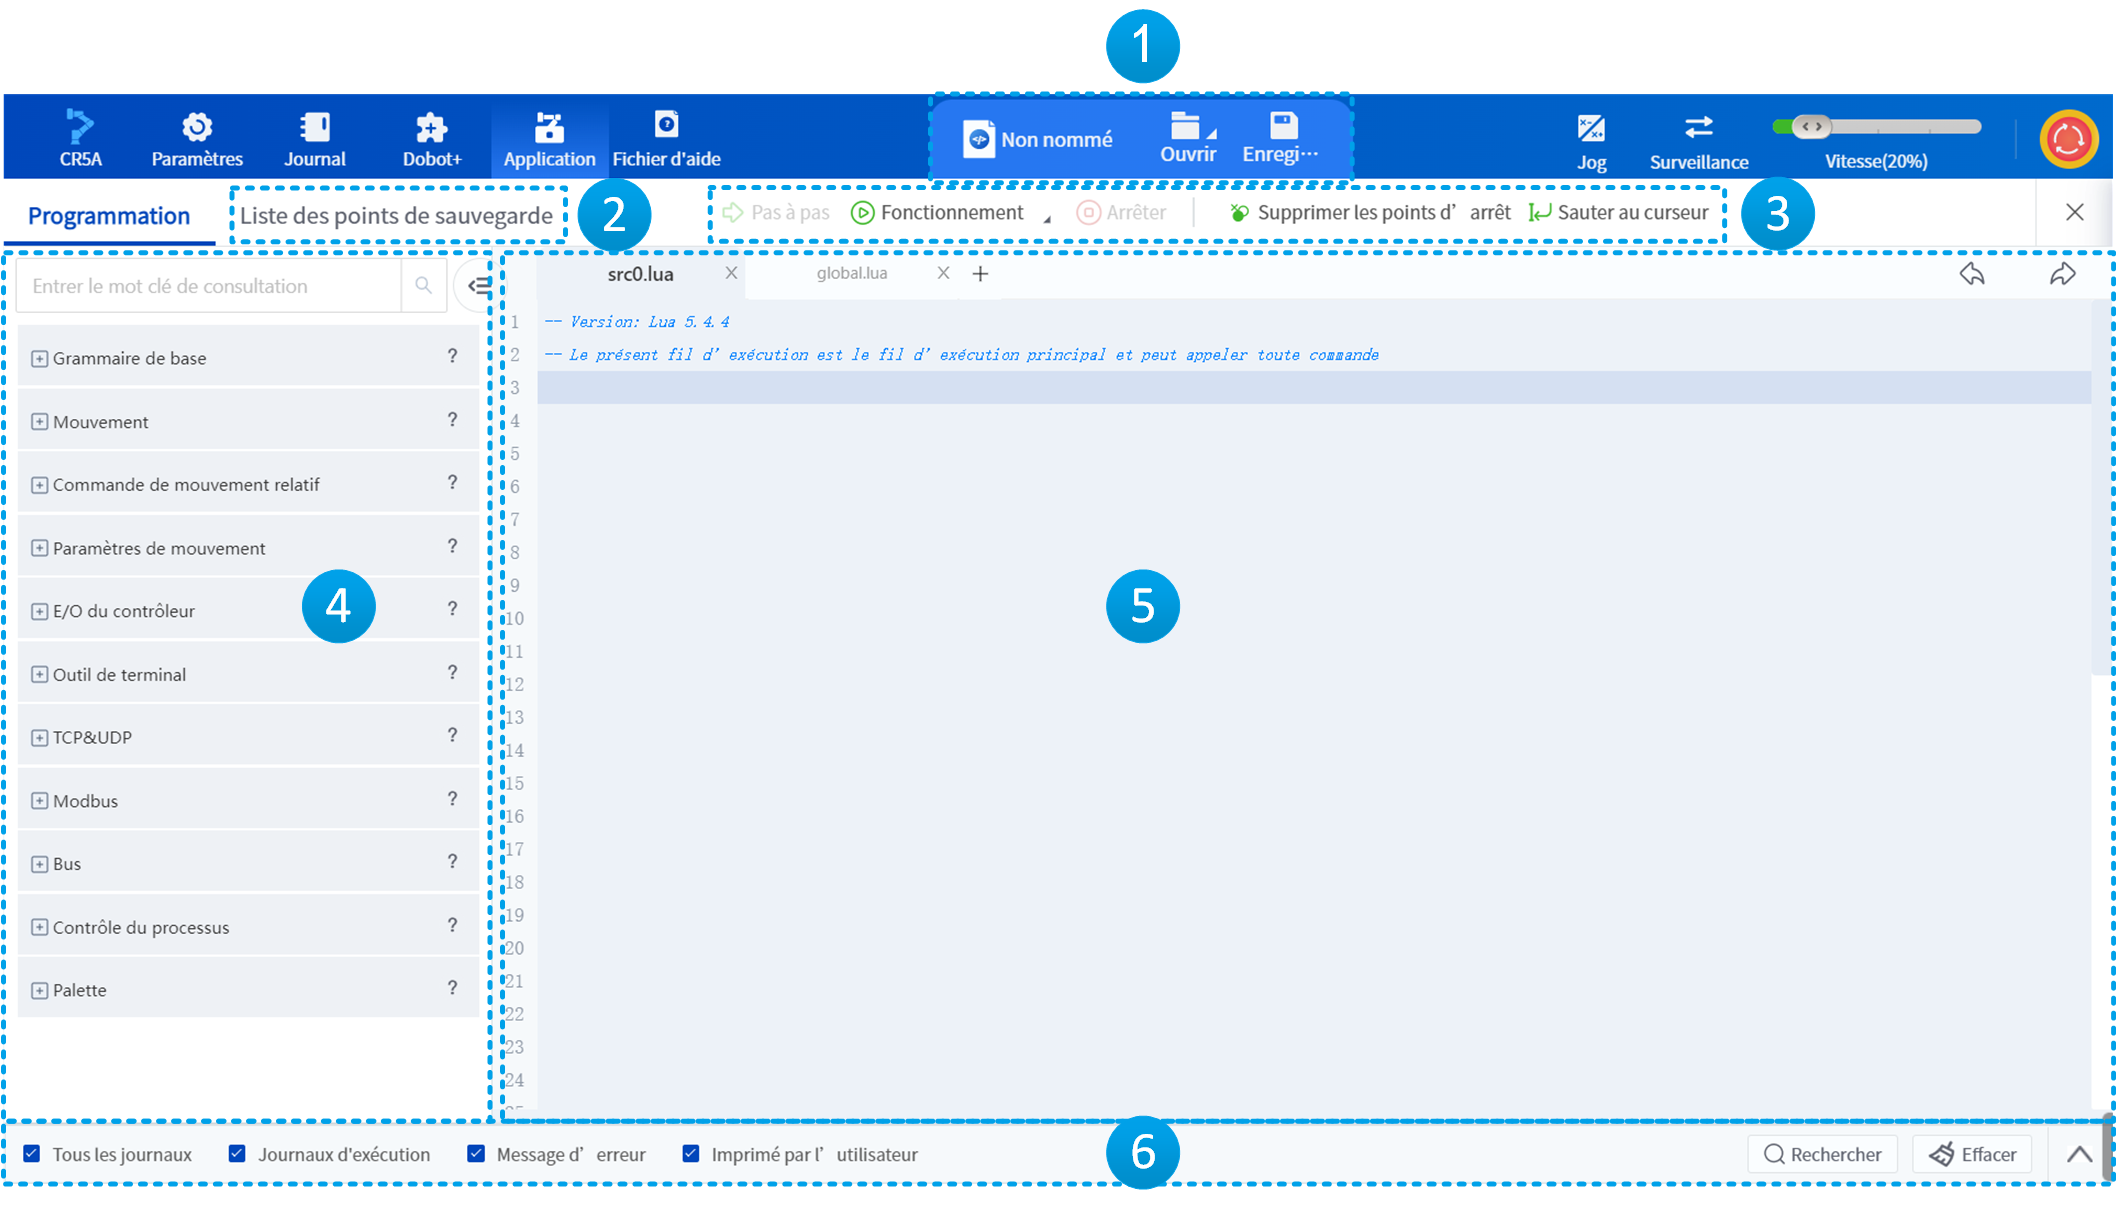 1
CR5A
Paramètres
Journal
Dobot+
Application
Fichier d'aide
Non nommé
Ouvrir
Enregi···
Jog
Surveillance
Vitesse(20%)
Programmation
Liste des points de sauvegarde
2
Pas à pas
Fonctionnement
Arrêter
Supprimer les points d’arrêt
Sauter au curseur
3
Entrer le mot clé de consultation
Grammaire de base ?
Mouvement ?
Commande de mouvement relatif ?
Paramètres de mouvement ?
E/O du contrôleur ?
Outil de terminal ?
TCP&UDP ?
Modbus ?
Bus ?
Contrôle du processus ?
Palette ?
4
src0.lua X
global.lua X +
1 -- Version: Lua 5.4.4
2 -- Le présent fil d’exécution est le fil d’exécution principal et peut appeler toute commande
3
4
5
6
7
8
9
10
11
12
13
14
15
16
17
18
19
20
21
22
23
24
5
Tous les journaux
Journaux d'exécution
Message d’erreur
Imprimé par l’utilisateur
6
Rechercher
Effacer